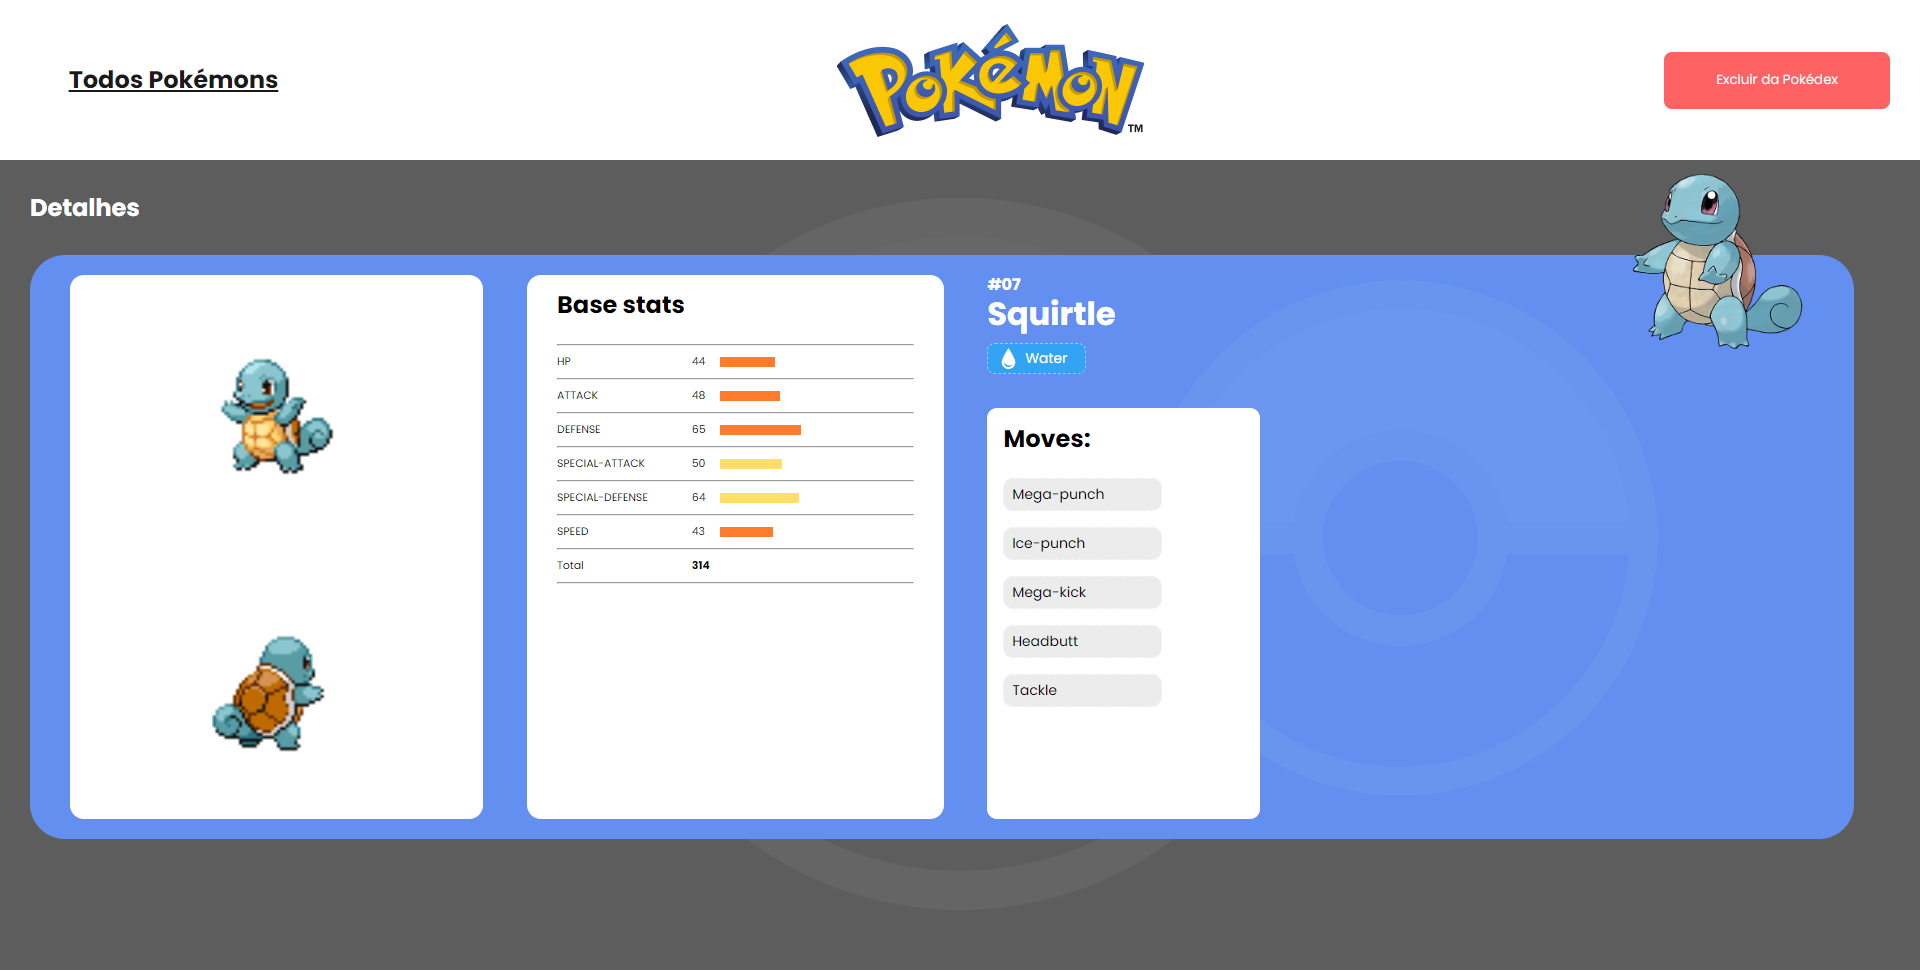 Todos Pokémons
POKÉMON
TM
Excluir da Pokédex
Detalhes
Base stats
HP 44
ATTACK 48
DEFENSE 65
SPECIAL-ATTACK 50
SPECIAL-DEFENSE 64
SPEED 43
Total 314
#07
Squirtle
Water
Moves:
Mega-punch
Ice-punch
Mega-kick
Headbutt
Tackle